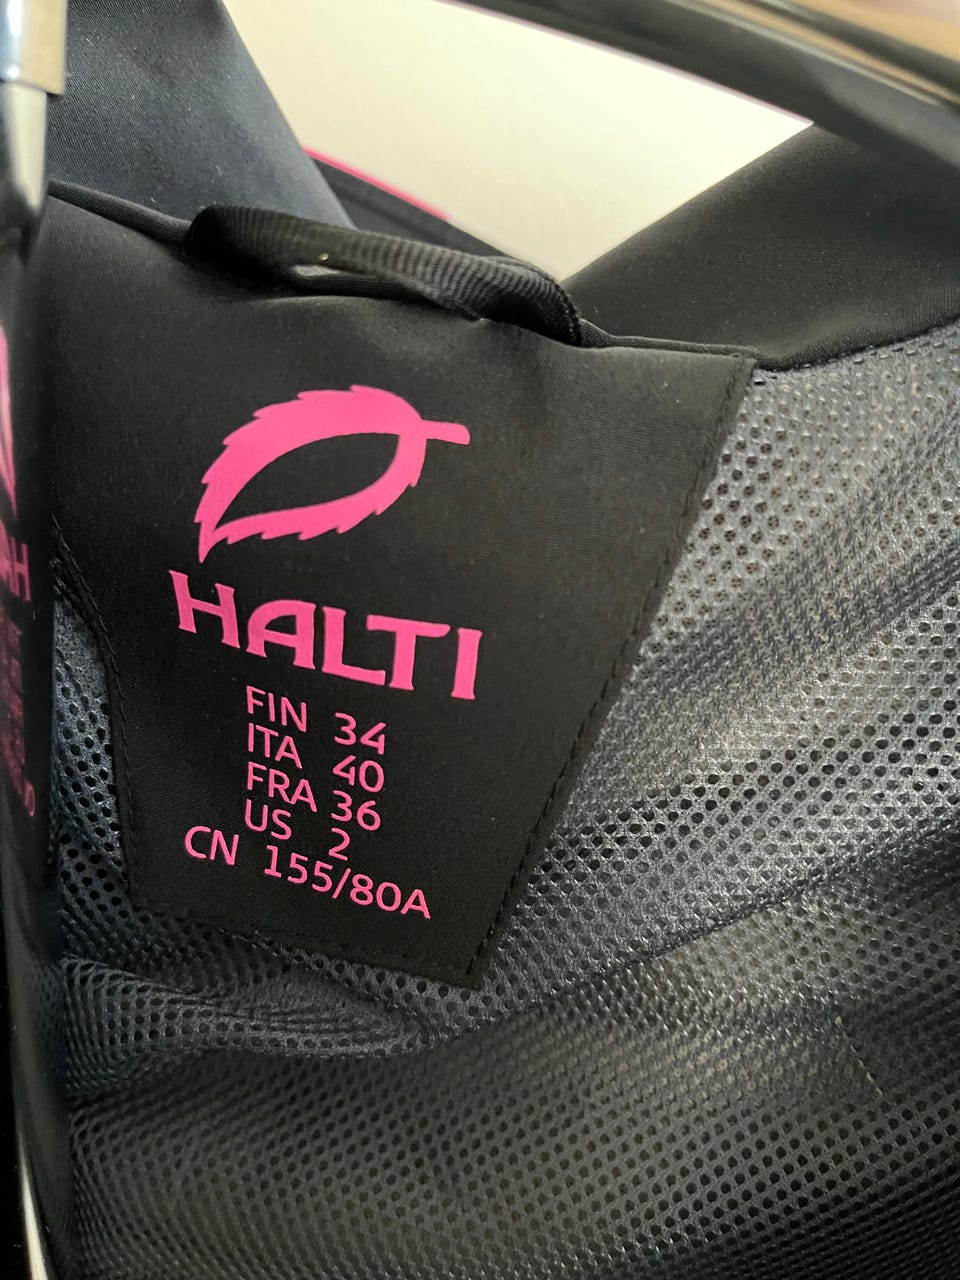 HALTI
FIN 34
ITA 40
FRA 36
US 2
CN 155/80A